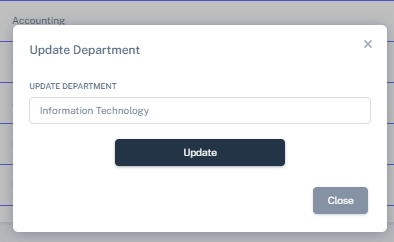 Accounting
Update Department
×
UPDATE DEPARTMENT
Information Technology
Update
Close